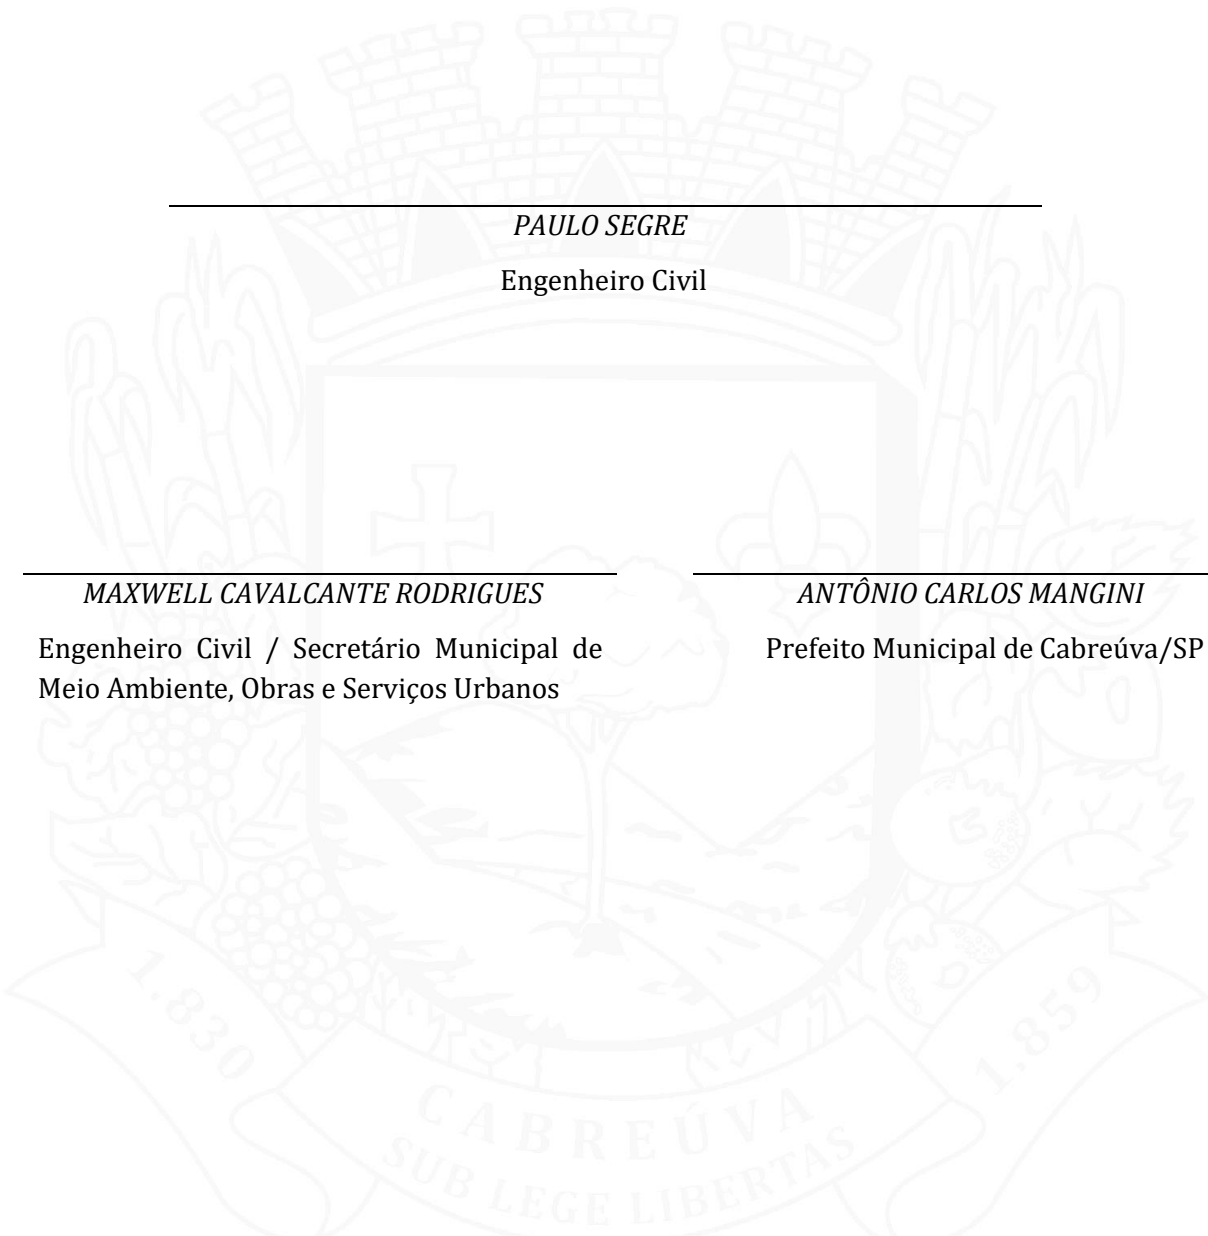 PAULO SEGRE
Engenheiro Civil
MAXWELL CAVALCANTE RODRIGUES
Engenheiro Civil / Secretário Municipal de
Meio Ambiente, Obras e Serviços Urbanos
ANTÔNIO CARLOS MANGINI
Prefeito Municipal de Cabreúva/SP
1.830
1.859
CABREÚVA
SUB LEGE LIBERTAS